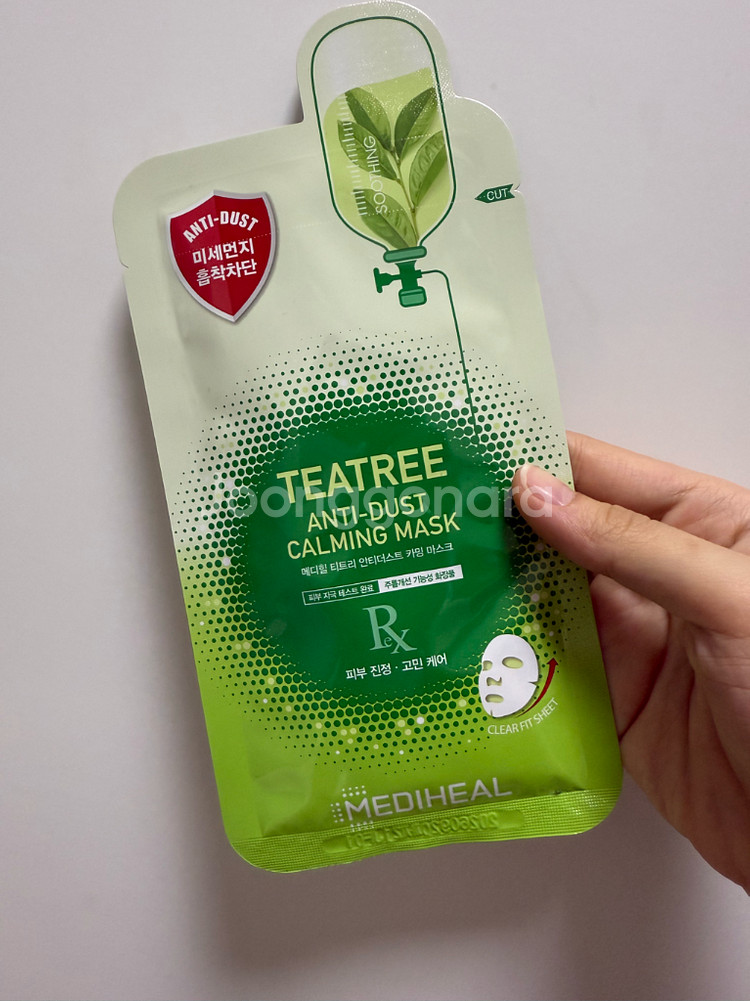 SOOTHING
CUT
ANTI-DUST
미세먼지
흡착차단
TEATREE
ANTI-DUST
CALMING MASK
메디힐 티트리 안티더스트 카밍 마스크
피부 자극 테스트 완료 주름개선 기능성 화장품
ReX
피부 진정 · 고민 케어
CLEAR FIT SHEET
MEDIHEAL
joonggonara